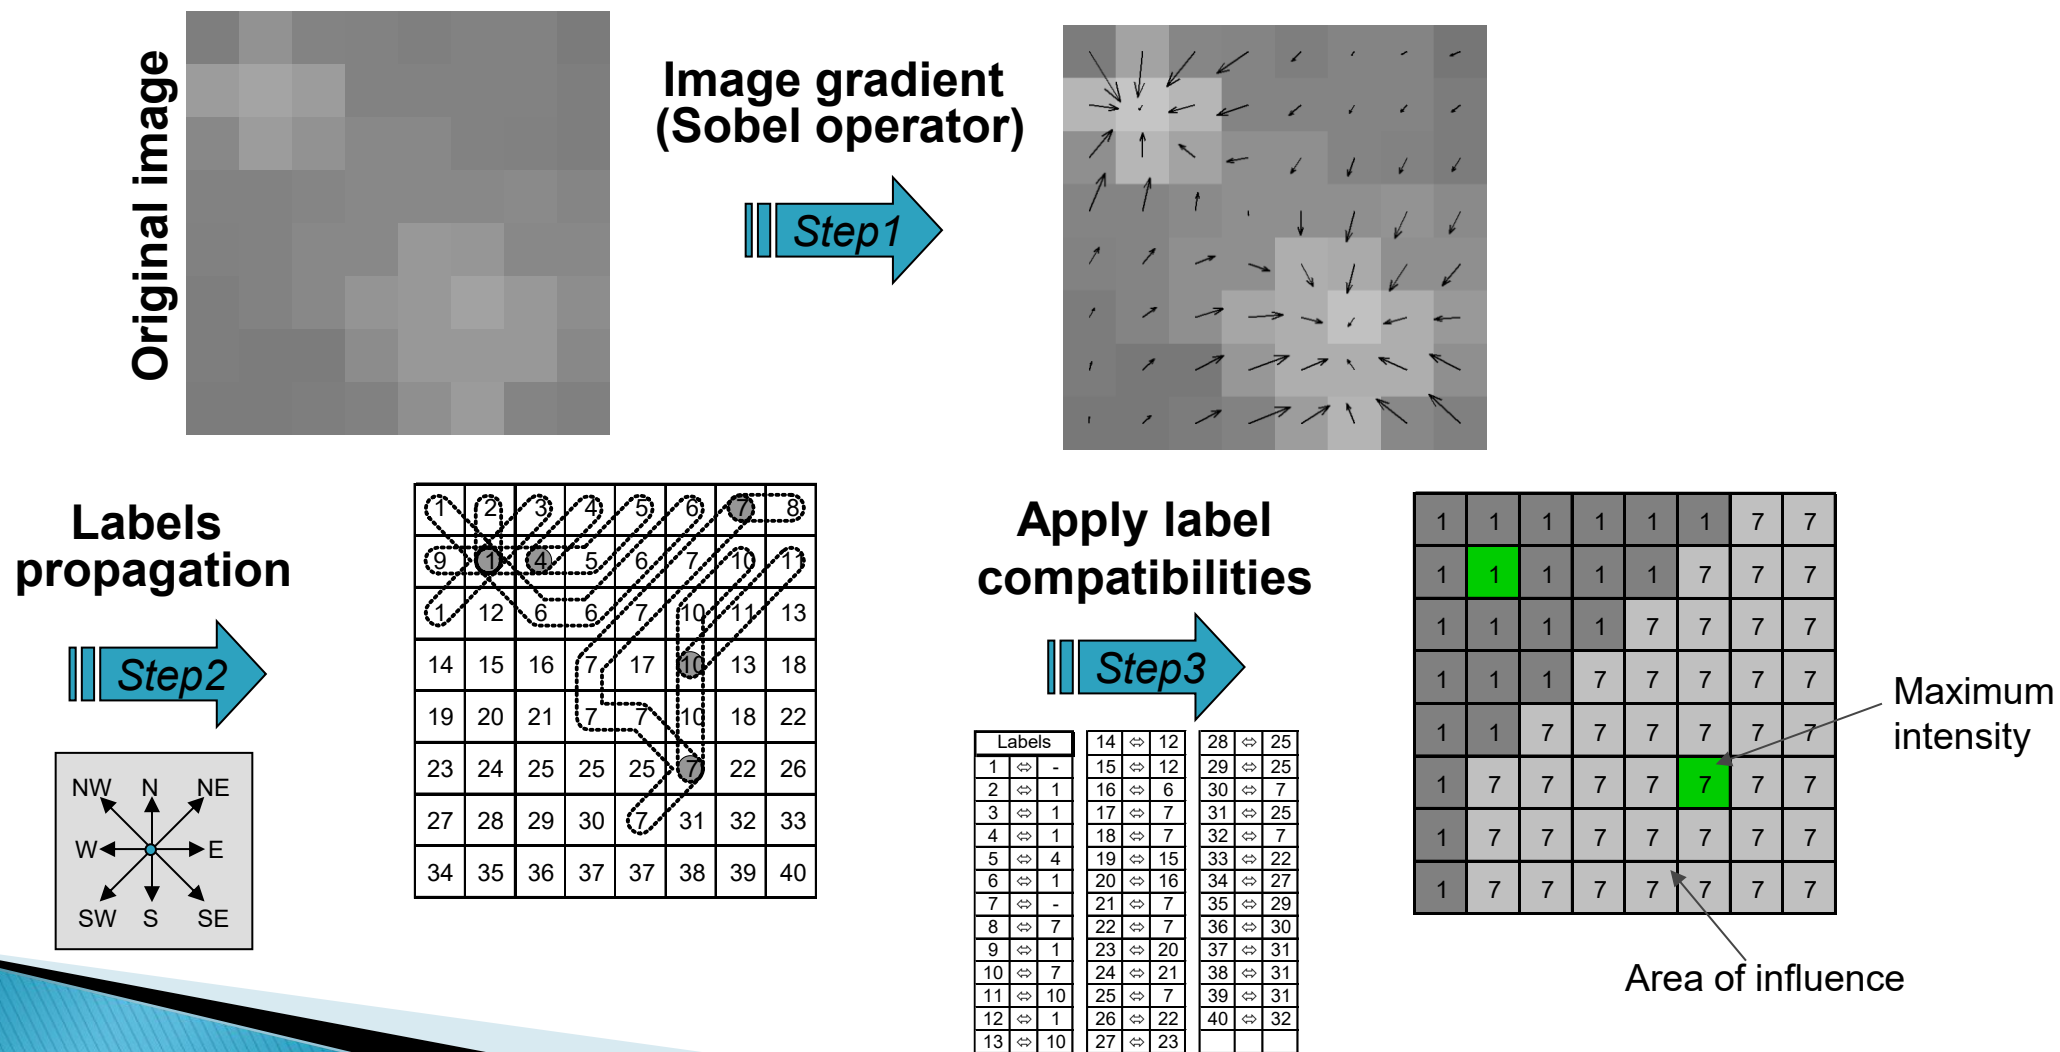 Original image
Image gradient
(Sobel operator)
Step1
Labels
propagation
Step2
NW N NE
W E
SW S SE
1 2 3 4 5 6 7 8
9 1 4 5 6 7 10 11
1 12 6 6 7 10 11 13
14 15 16 7 17 10 13 18
19 20 21 7 7 10 18 22
23 24 25 25 25 7 22 26
27 28 29 30 7 31 32 33
34 35 36 37 37 38 39 40
Apply label
compatibilities
Step3
Labels
1 ⇔ -
2 ⇔ 1
3 ⇔ 1
4 ⇔ 1
5 ⇔ 4
6 ⇔ 1
7 ⇔ -
8 ⇔ 7
9 ⇔ 1
10 ⇔ 7
11 ⇔ 10
12 ⇔ 1
13 ⇔ 10
14 ⇔ 12
15 ⇔ 12
16 ⇔ 6
17 ⇔ 7
18 ⇔ 7
19 ⇔ 15
20 ⇔ 16
21 ⇔ 7
22 ⇔ 7
23 ⇔ 20
24 ⇔ 21
25 ⇔ 7
26 ⇔ 22
27 ⇔ 23
28 ⇔ 25
29 ⇔ 25
30 ⇔ 7
31 ⇔ 25
32 ⇔ 7
33 ⇔ 22
34 ⇔ 27
35 ⇔ 29
36 ⇔ 30
37 ⇔ 31
38 ⇔ 31
39 ⇔ 31
40 ⇔ 32
1 1 1 1 1 1 7 7
1 1 1 1 1 7 7 7
1 1 1 1 7 7 7 7
1 1 1 7 7 7 7 7
1 1 7 7 7 7 7 7
1 7 7 7 7 7 7 7
1 7 7 7 7 7 7 7
1 7 7 7 7 7 7 7
Maximum
intensity
Area of influence